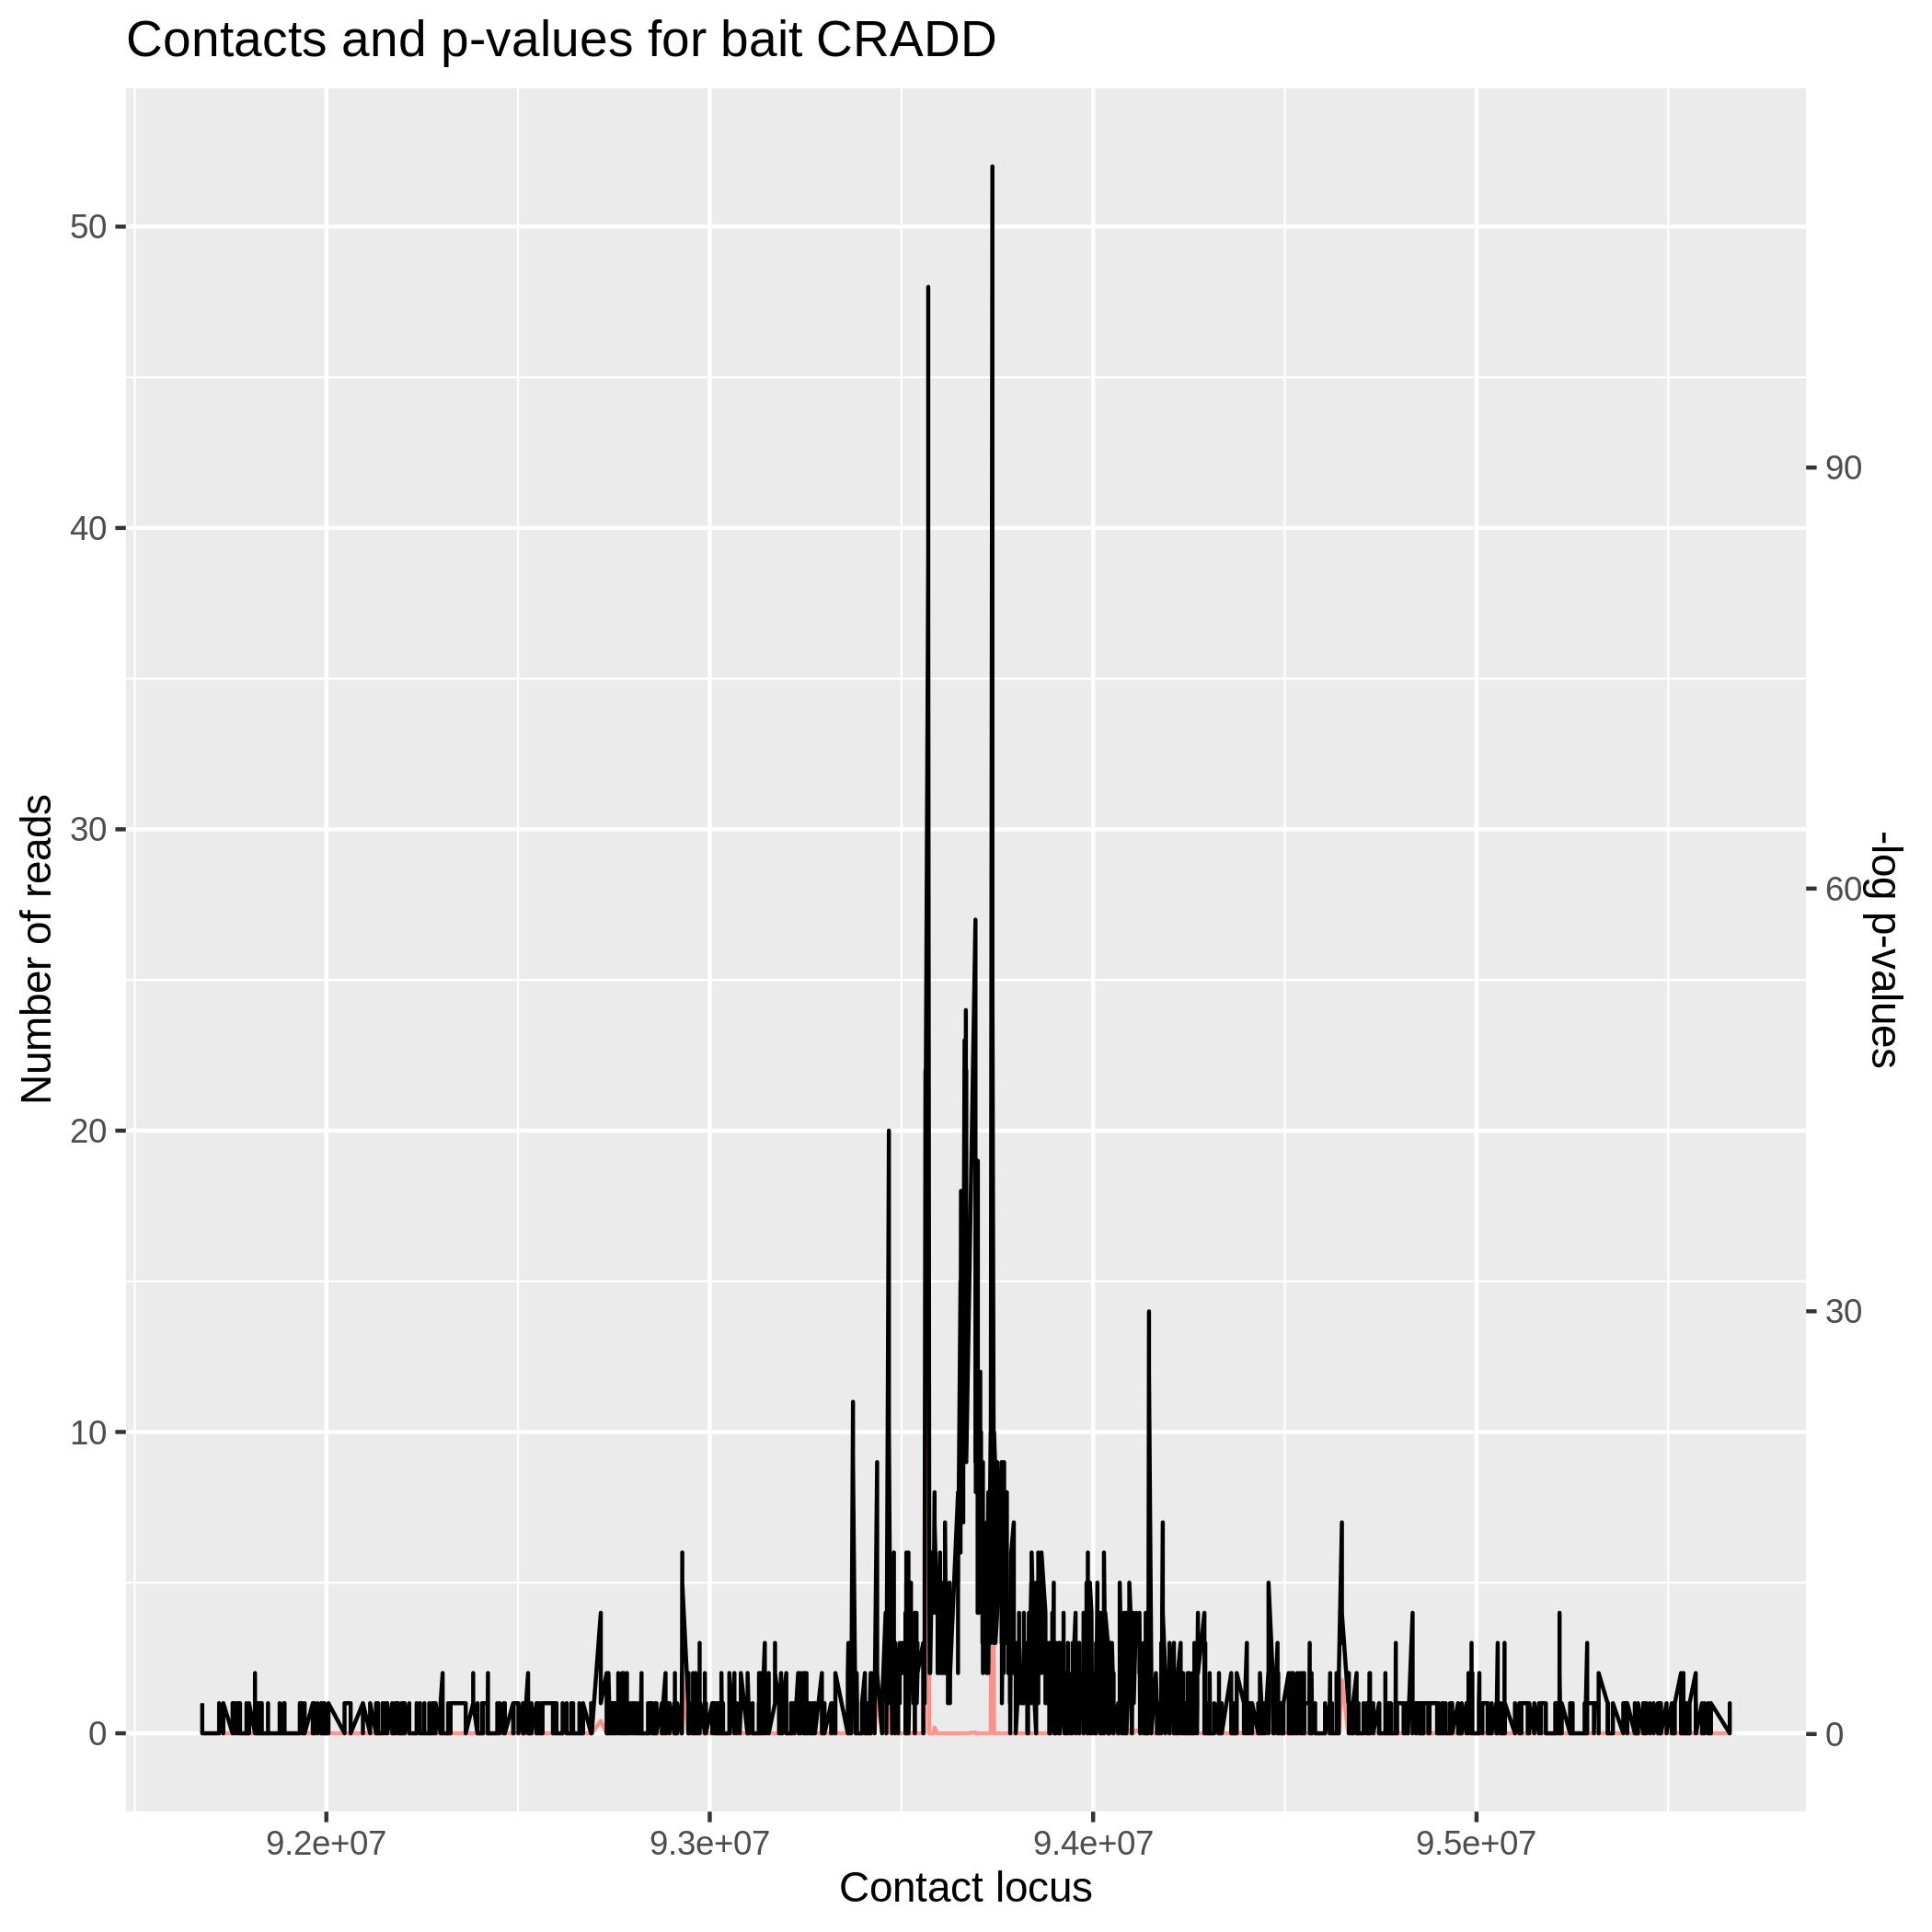 Contacts and p-values for bait CRADD
50
40
30
20
10
0
Number of reads
90
60
30
0
-log p-values
9.2e+07
9.3e+07
9.4e+07
9.5e+07
Contact locus